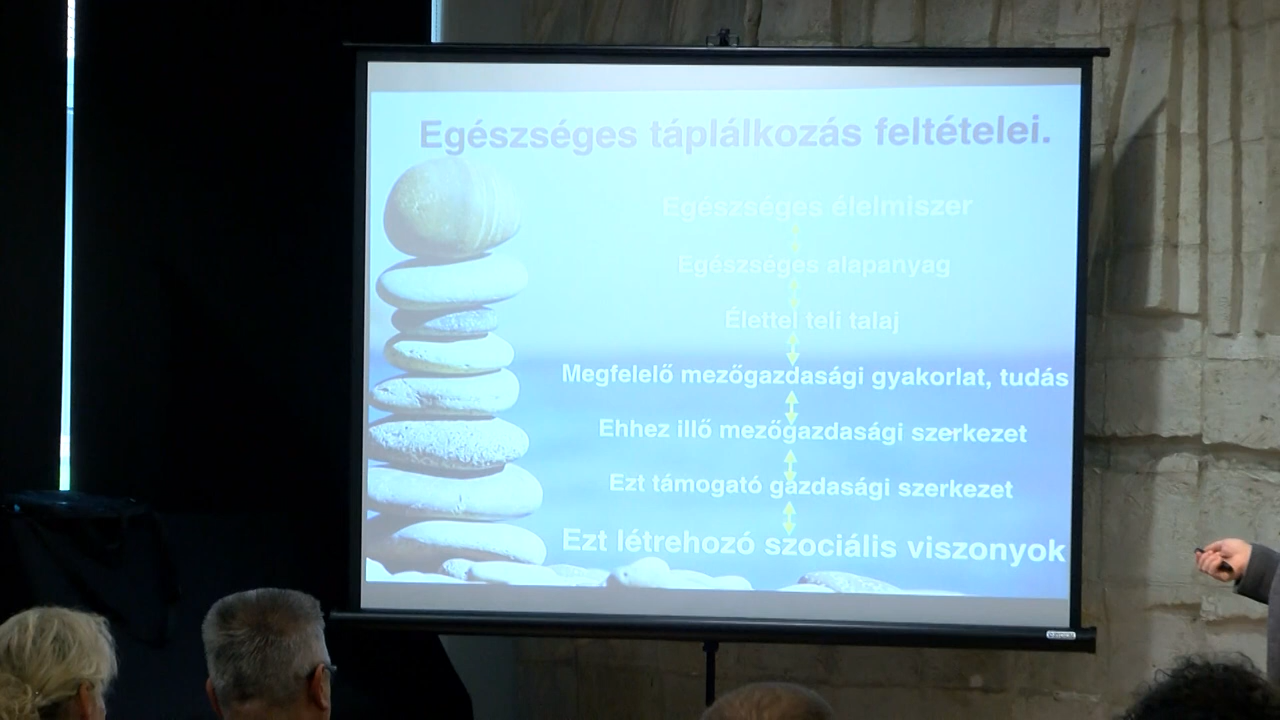 Egészséges táplálkozás feltételei.
Egészséges élelmiszer
Egészséges alapanyag
Élettel teli talaj
Megfelelő mezőgazdasági gyakorlat, tudás
Ehhez illő mezőgazdasági szerkezet
Ezt támogató gazdasági szerkezet
Ezt létrehozó szociális viszonyok